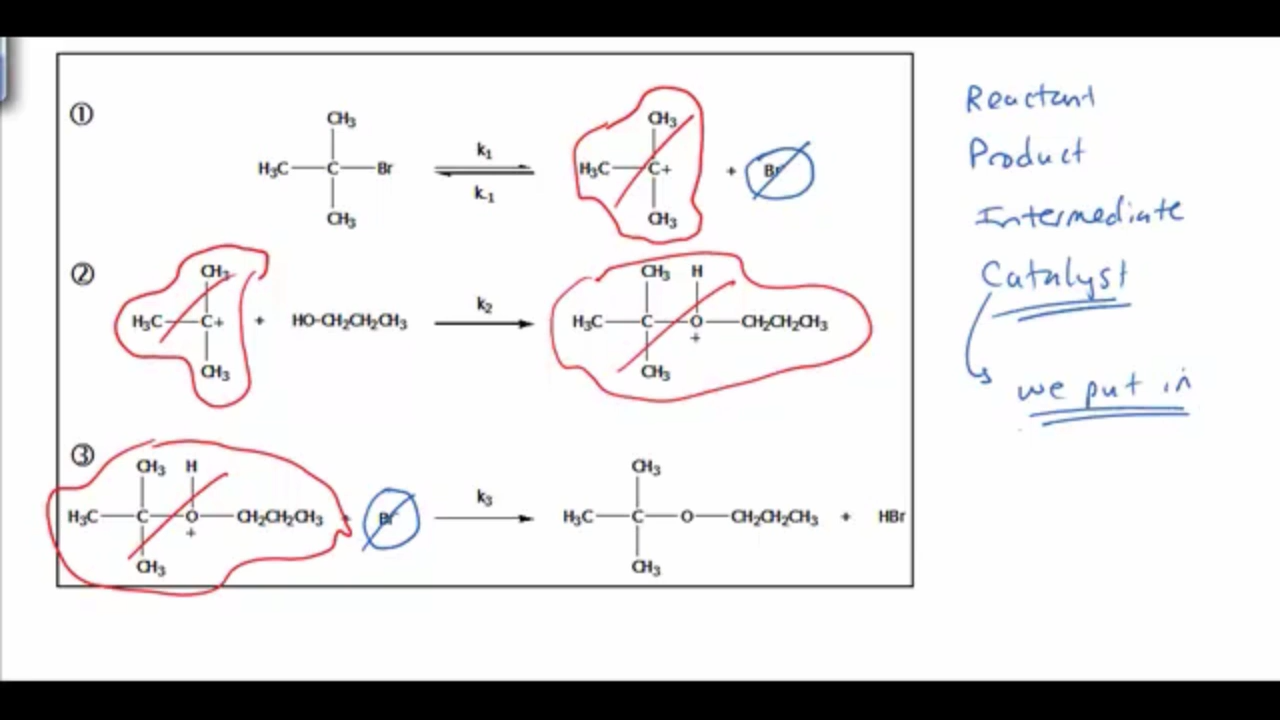 ①
CH₃
H₃C—C—Br
CH₃
k₁
k₋₁
CH₃
H₃C—C+
CH₃
+ Br⁻
②
CH₃
H₃C—C+
CH₃
+ HO-CH₂CH₂CH₃
k₂
CH₃ H
H₃C—C—O—CH₂CH₂CH₃
+
CH₃
③
CH₃ H
H₃C—C—O—CH₂CH₂CH₃
+
CH₃
+ Br⁻
k₃
CH₃
H₃C—C—O—CH₂CH₂CH₃ + HBr
CH₃
Reactant
Product
Intermediate
Catalyst
we put in